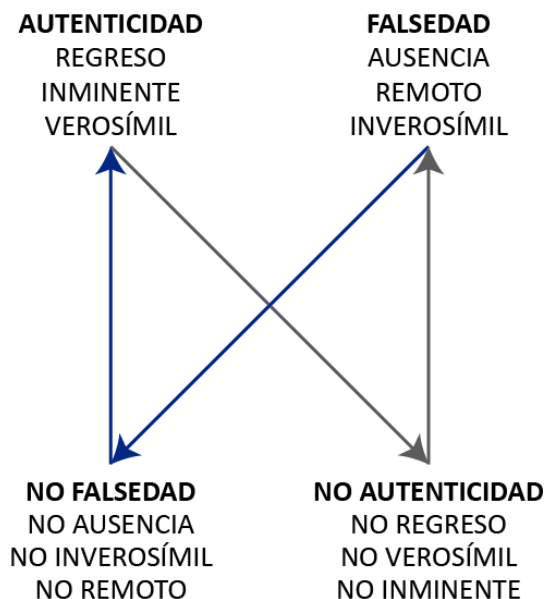 AUTENTICIDAD
REGRESO
INMINENTE
VEROSÍMIL
FALSEDAD
AUSENCIA
REMOTO
INVEROSÍMIL
NO FALSEDAD
NO AUSENCIA
NO INVEROSÍMIL
NO REMOTO
NO AUTENTICIDAD
NO REGRESO
NO VEROSÍMIL
NO INMINENTE